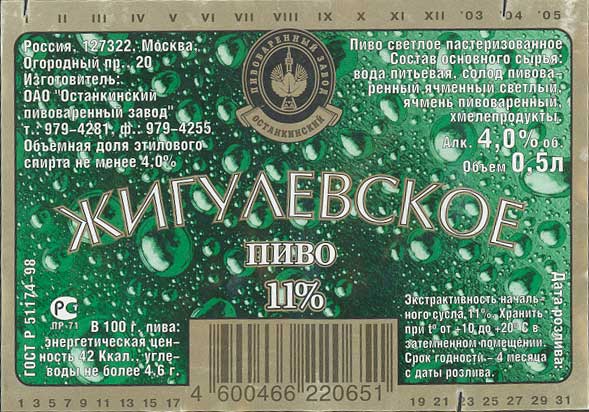 I II III IV V VI VII VIII IX X XI XII '03 '04 '05
Россия, 127322, Москва,
Огородный пр., 20
Изготовитель:
ОАО "Останкинский
пивоваренный завод"
т.: 979-4281, ф.: 979-4255.
Объемная доля этилового
спирта не менее 4,0%
ПИВОВАРЕННЫЙ ЗАВОД
ОСТАНКИНСКИЙ
Пиво светлое пастеризованное
Состав основного сырья:
вода питьевая, солод пивова-
ренный ячменный светлый,
ячмень пивоваренный,
хмелепродукты.
Алк. 4,0% об.
Объем 0,5л
ЖИГУЛЕВСКОЕ
ПИВО
11%
ГОСТ Р 51174-98
РС
ЛР-71
В 100 г. пива:
энергетическая цен-
ность 42 Ккал., угле-
воды не более 4,6 г.
4 600466 220651
Экстрактивность началь-
ного сусла 11%. Хранить
при t° от +10 до +20°С в
затемненном помещении.
Срок годности - 4 месяца
с даты розлива.
Дата розлива:
1 3 5 7 9 11 13 15 17
19 21 23 25 27 29 31